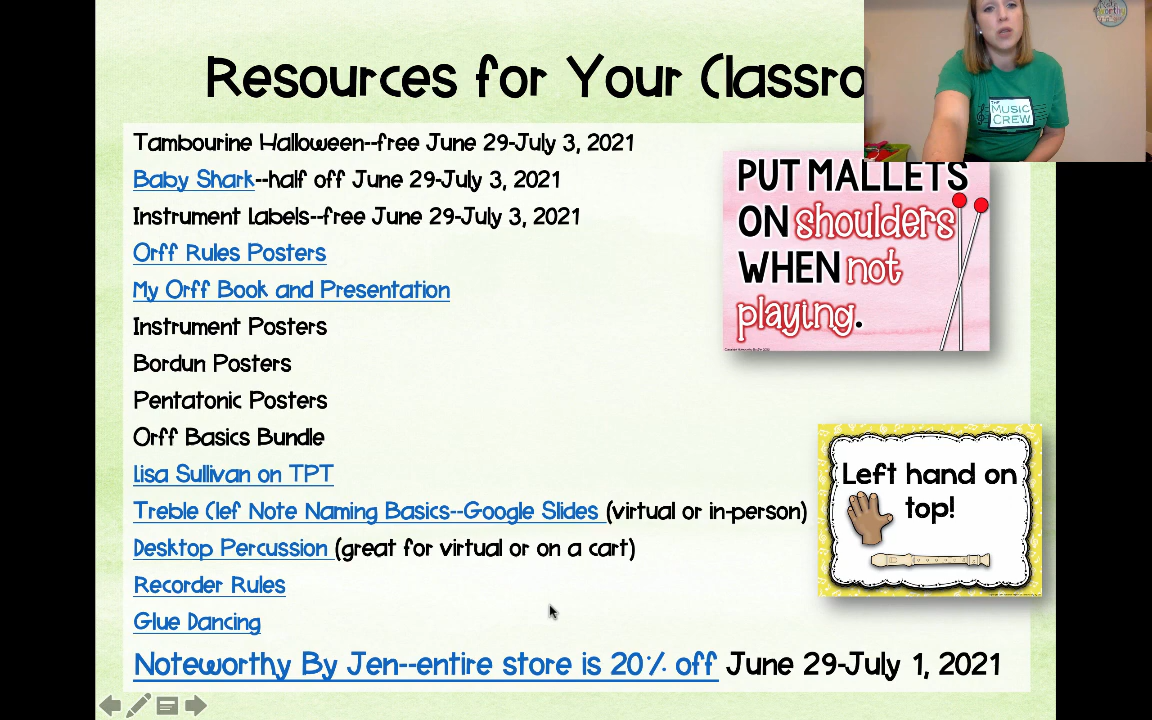 Resources for Your Classro
Tambourine Halloween--free June 29-July 3, 2021
Baby Shark--half off June 29-July 3, 2021
Instrument Labels--free June 29-July 3, 2021
Orff Rules Posters
My Orff Book and Presentation
Instrument Posters
Bordun Posters
Pentatonic Posters
Orff Basics Bundle
Lisa Sullivan on TPT
Treble Clef Note Naming Basics--Google Slides (virtual or in-person)
Desktop Percussion (great for virtual or on a cart)
Recorder Rules
Glue Dancing
Noteworthy By Jen--entire store is 20% off June 29-July 1, 2021
THE
MUSIC
CREW
PUT MALLETS
ON shoulders
WHEN not
playing.
Left hand on
top!